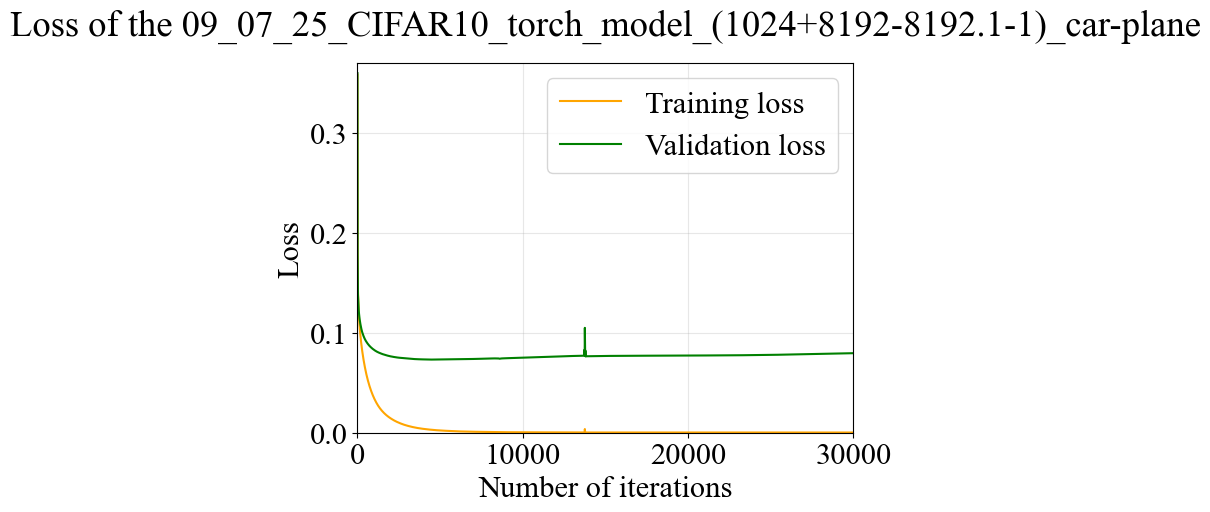 Loss of the 09_07_25_CIFAR10_torch_model_(1024+8192-8192.1-1)_car-plane
Training loss
Validation loss
Loss
0.3
0.2
0.1
0.0
0
10000
20000
30000
Number of iterations